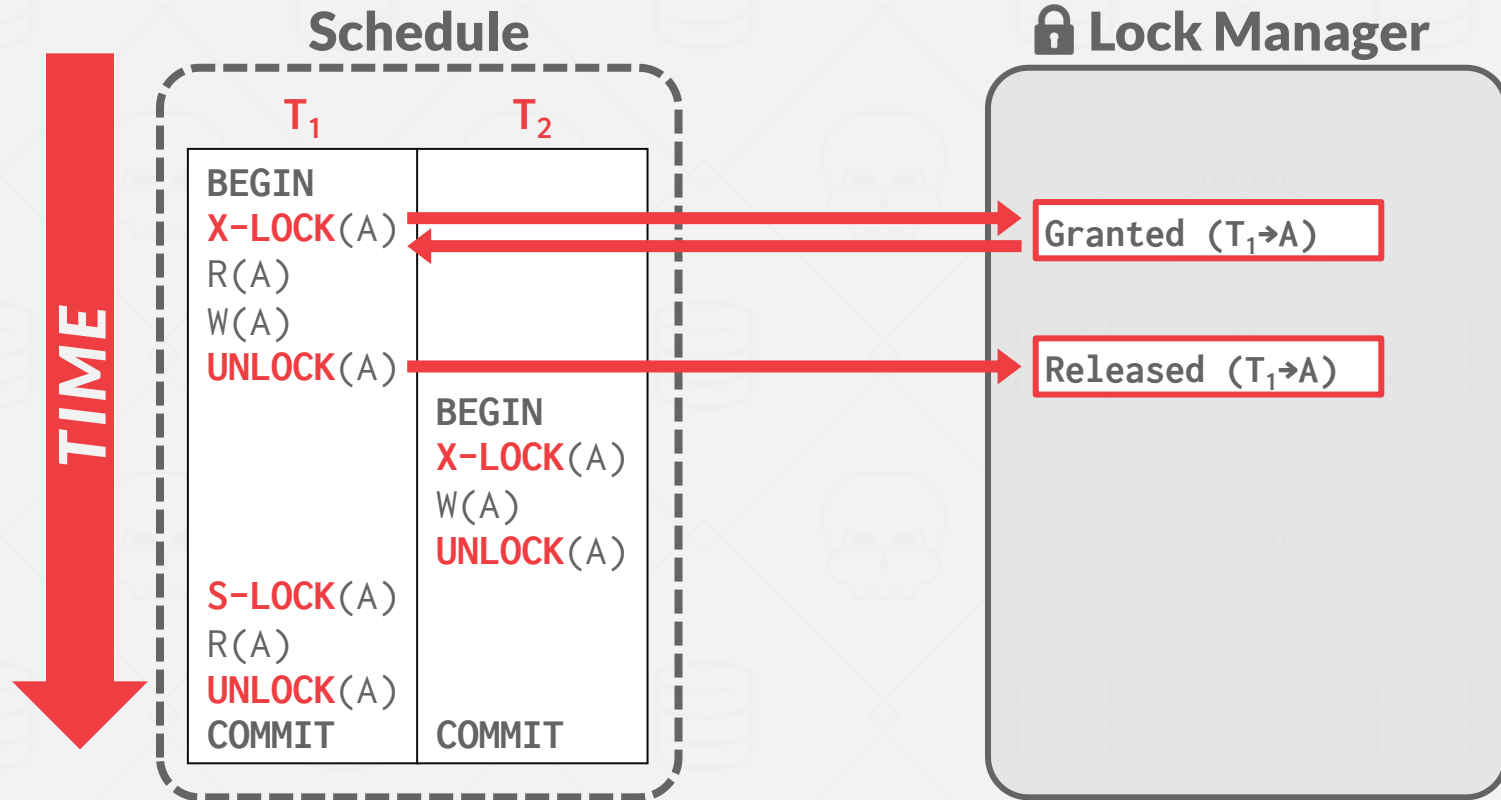 Schedule
Lock Manager
TIME
T₁ T₂
BEGIN
X-LOCK(A)
R(A)
W(A)
UNLOCK(A)
BEGIN
X-LOCK(A)
W(A)
UNLOCK(A)
S-LOCK(A)
R(A)
UNLOCK(A)
COMMIT COMMIT
Granted (T₁→A)
Released (T₁→A)